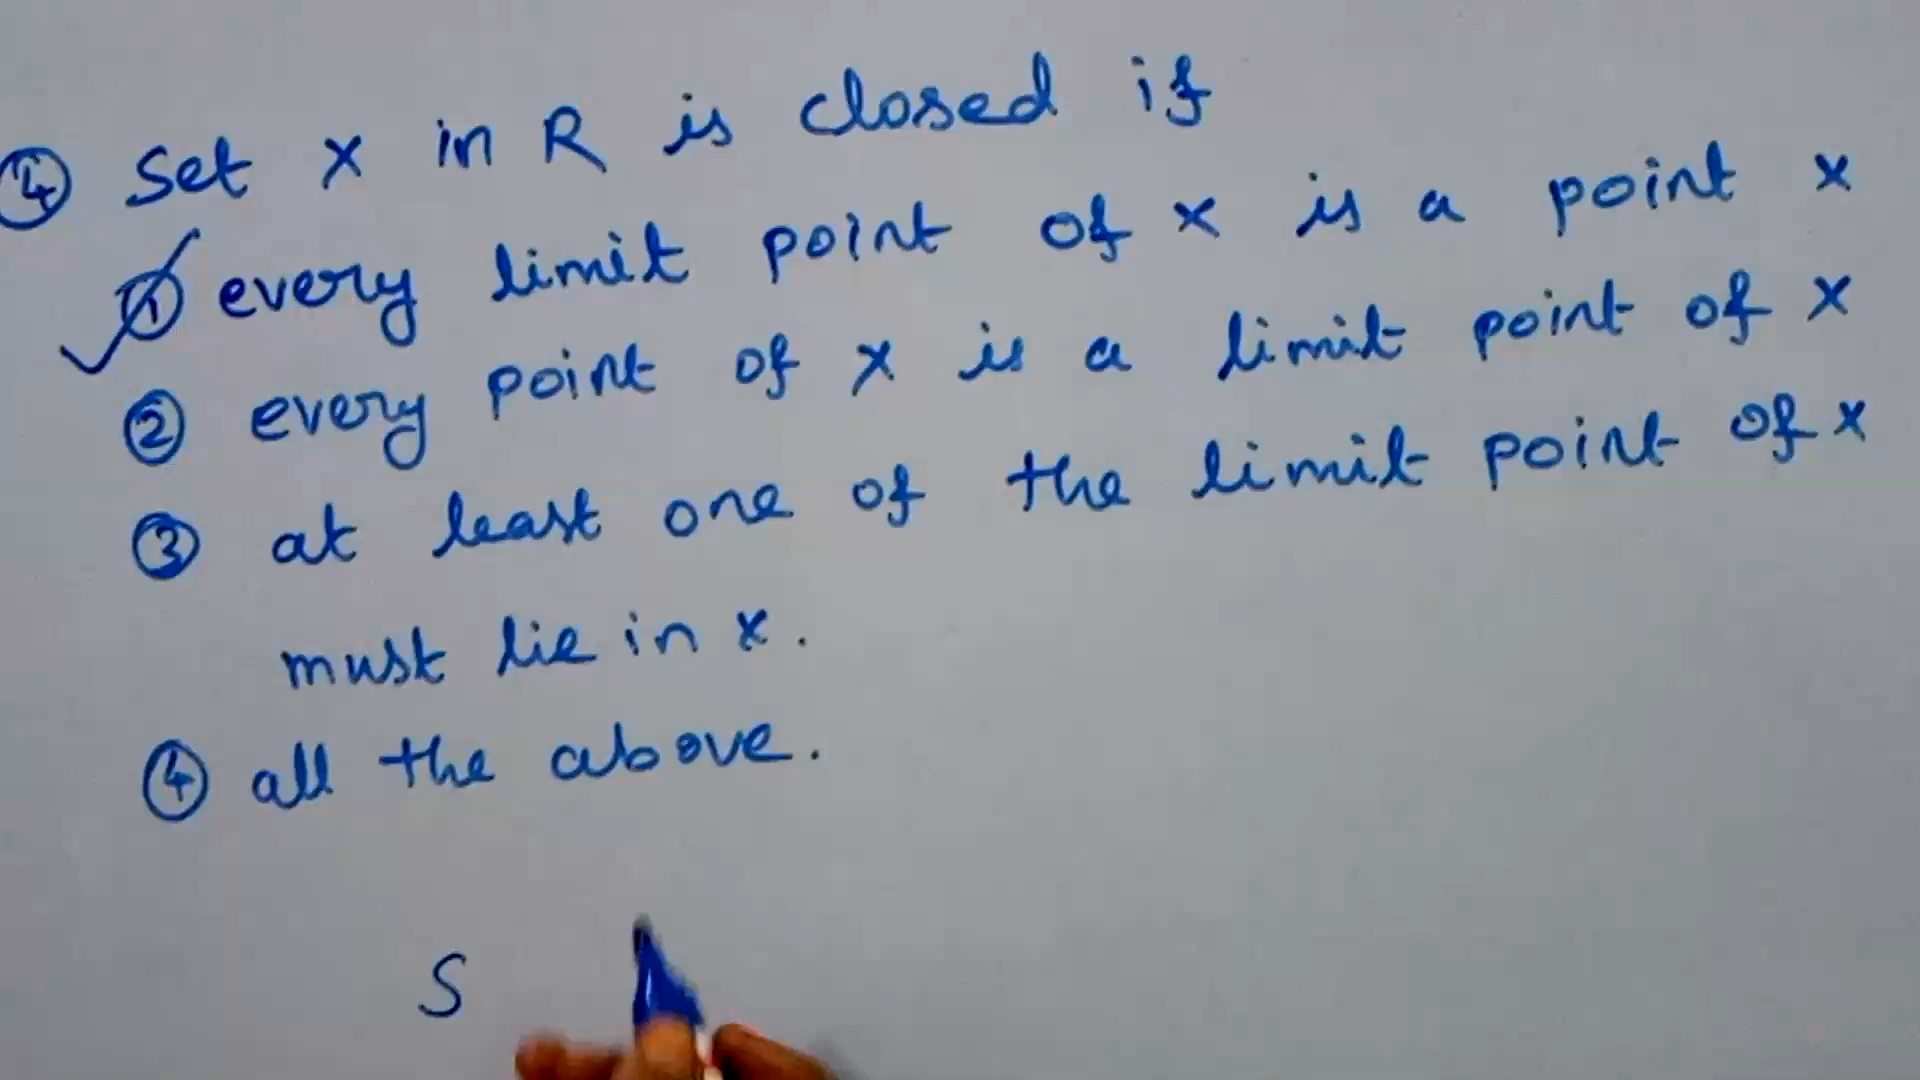 ④ Set x in R is closed if
① every limit point of x is a point x
② every point of x is a limit point of x
③ at least one of the limit point of x
must lie in x.
④ all the above.
S